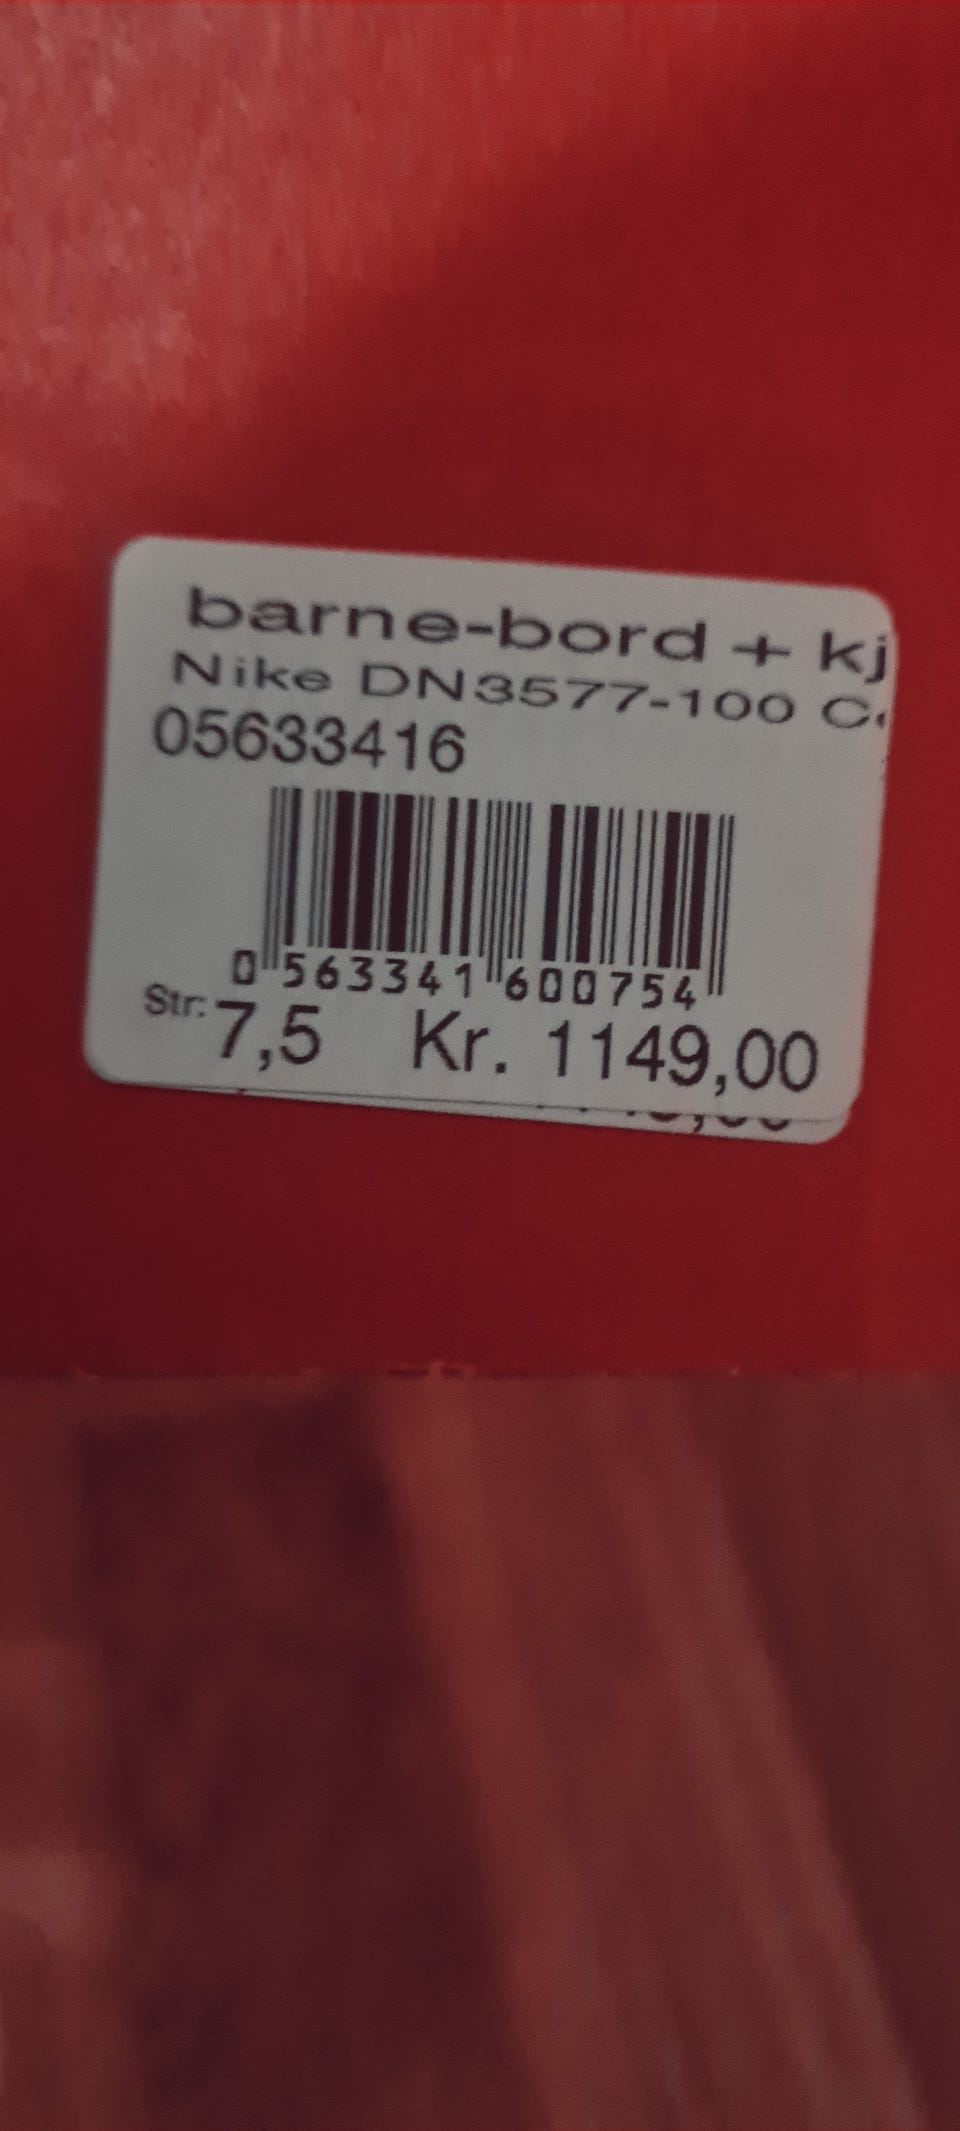 barne-bord + kj
Nike DN3577-100
05633416
0 563341 600754
Str: 7,5 Kr. 1149,00